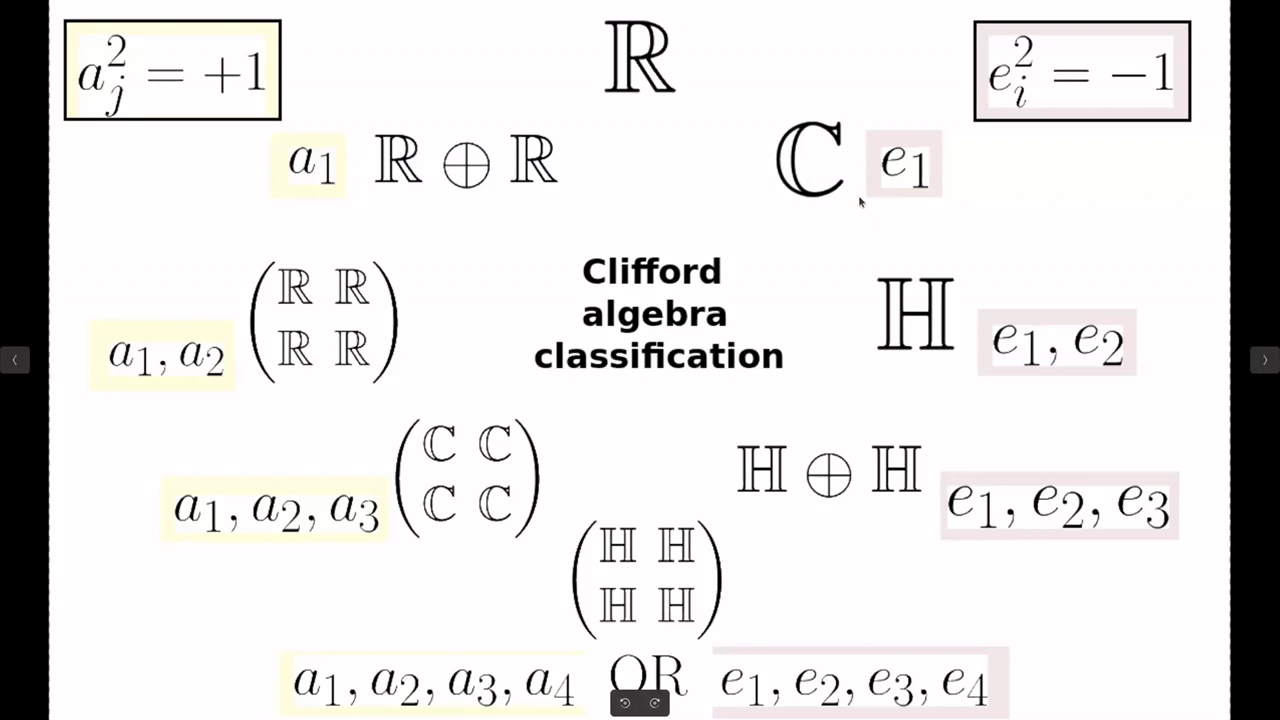 a_j^2 = +1
ℝ
e_i^2 = −1
a_1 ℝ ⊕ ℝ
ℂ e_1
a_1, a_2 (ℝ ℝ
ℝ ℝ)
Clifford
algebra
classification
ℍ e_1, e_2
a_1, a_2, a_3 (ℂ ℂ
ℂ ℂ)
ℍ ⊕ ℍ e_1, e_2, e_3
(ℍ ℍ
ℍ ℍ)
a_1, a_2, a_3, a_4 OR e_1, e_2, e_3, e_4